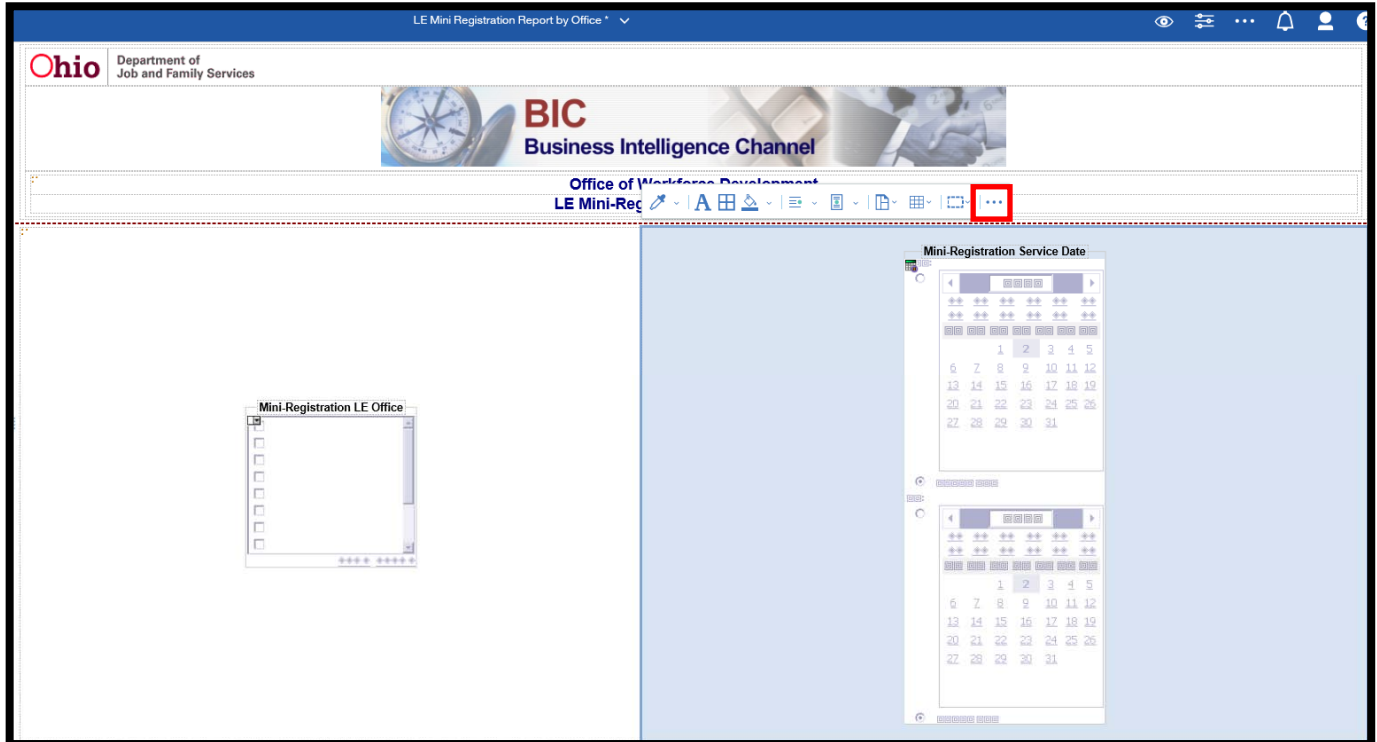 LE Mini Registration Report by Office *
Ohio
Department of
Job and Family Services
BIC
Business Intelligence Channel
Office of Workforce Development
LE Mini-Reg
A
Mini-Registration Service Date
1 2 3 4 5
6 7 8 9 10 11 12
13 14 15 16 17 18 19
20 21 22 23 24 25 26
27 28 29 30 31
Mini-Registration LE Office
1 2 3 4 5
6 7 8 9 10 11 12
13 14 15 16 17 18 19
20 21 22 23 24 25 26
27 28 29 30 31